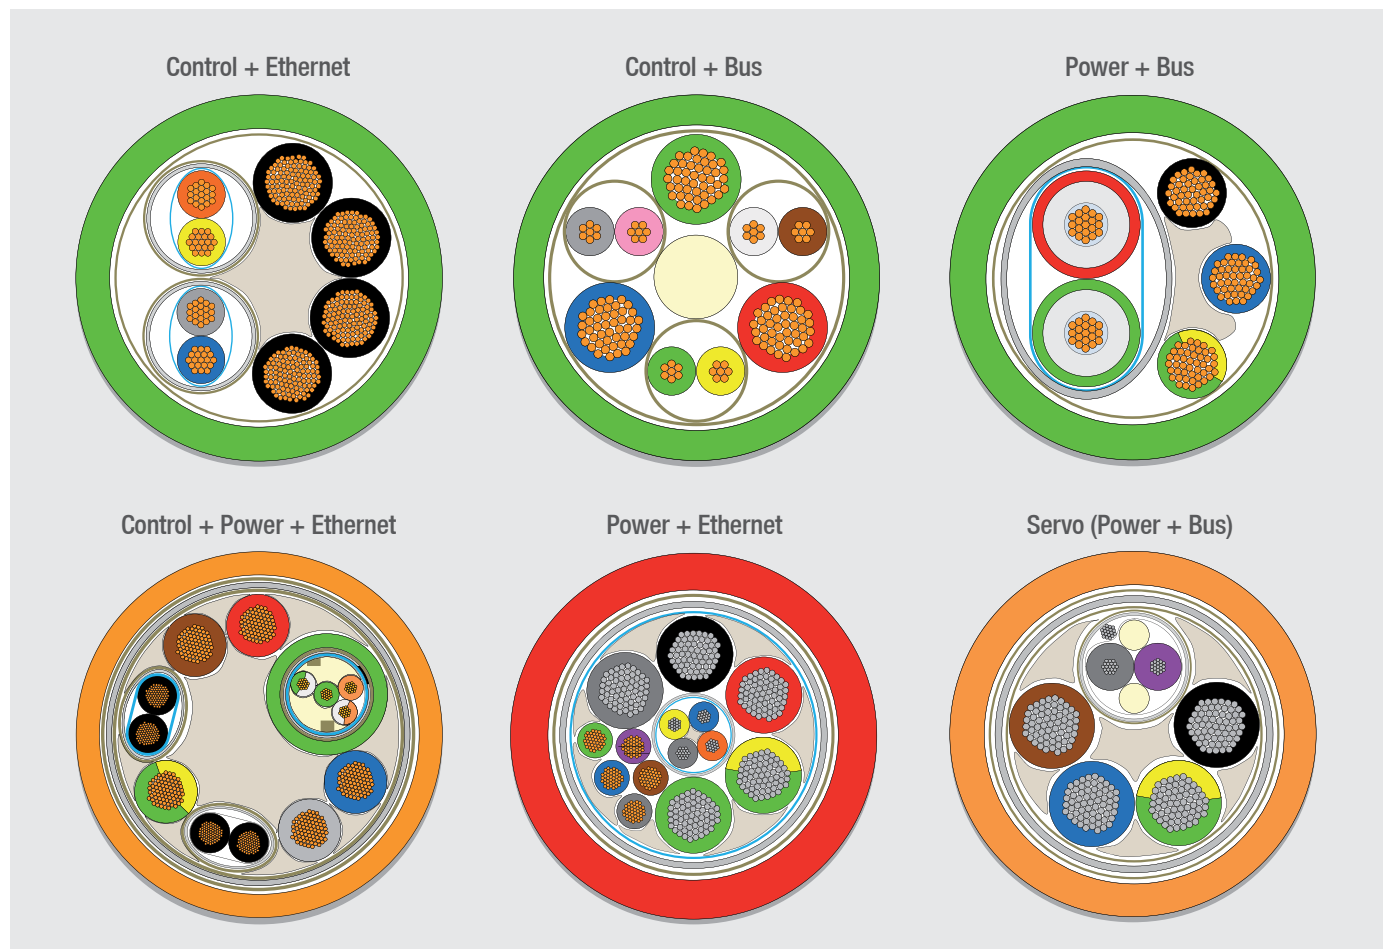 Control + Ethernet
Control + Bus
Power + Bus
Control + Power + Ethernet
Power + Ethernet
Servo (Power + Bus)